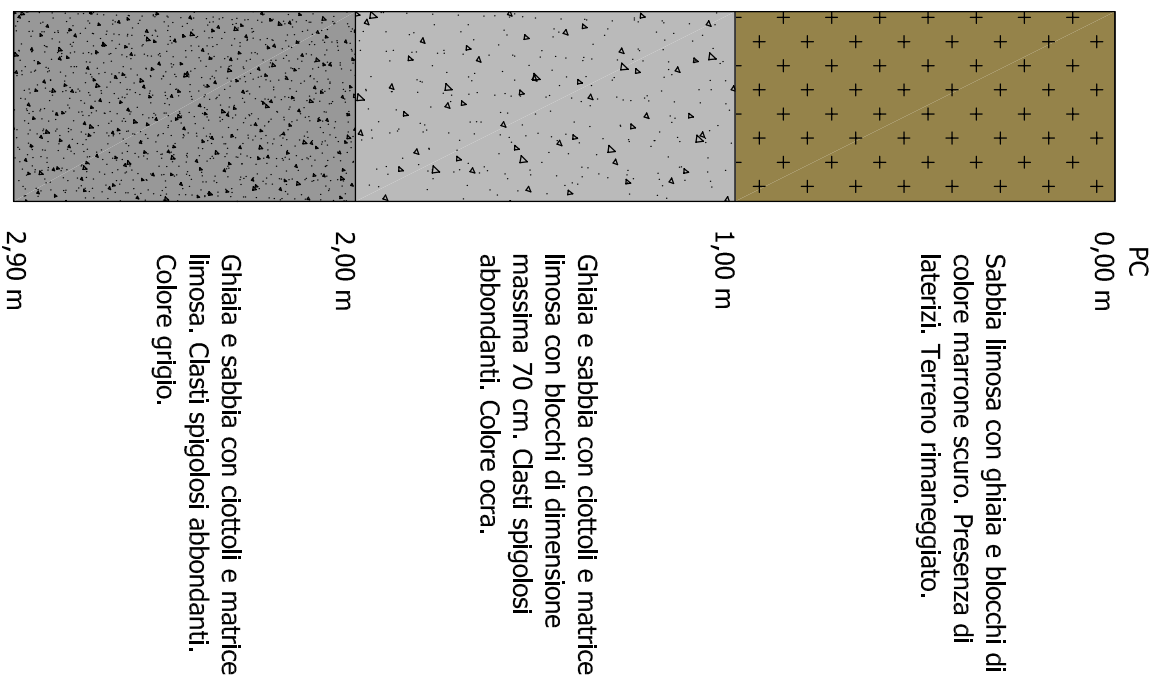 PC
0,00 m
Sabbia limosa con ghiaia e blocchi di
colore marrone scuro. Presenza di
laterizi. Terreno rimaneggiato.
1,00 m
Ghiaia e sabbia con ciottoli e matrice
limosa con blocchi di dimensione
massima 70 cm. Clasti spigolosi
abbondanti. Colore ocra.
2,00 m
Ghiaia e sabbia con ciottoli e matrice
limosa. Clasti spigolosi abbondanti.
Colore grigio.
2,90 m